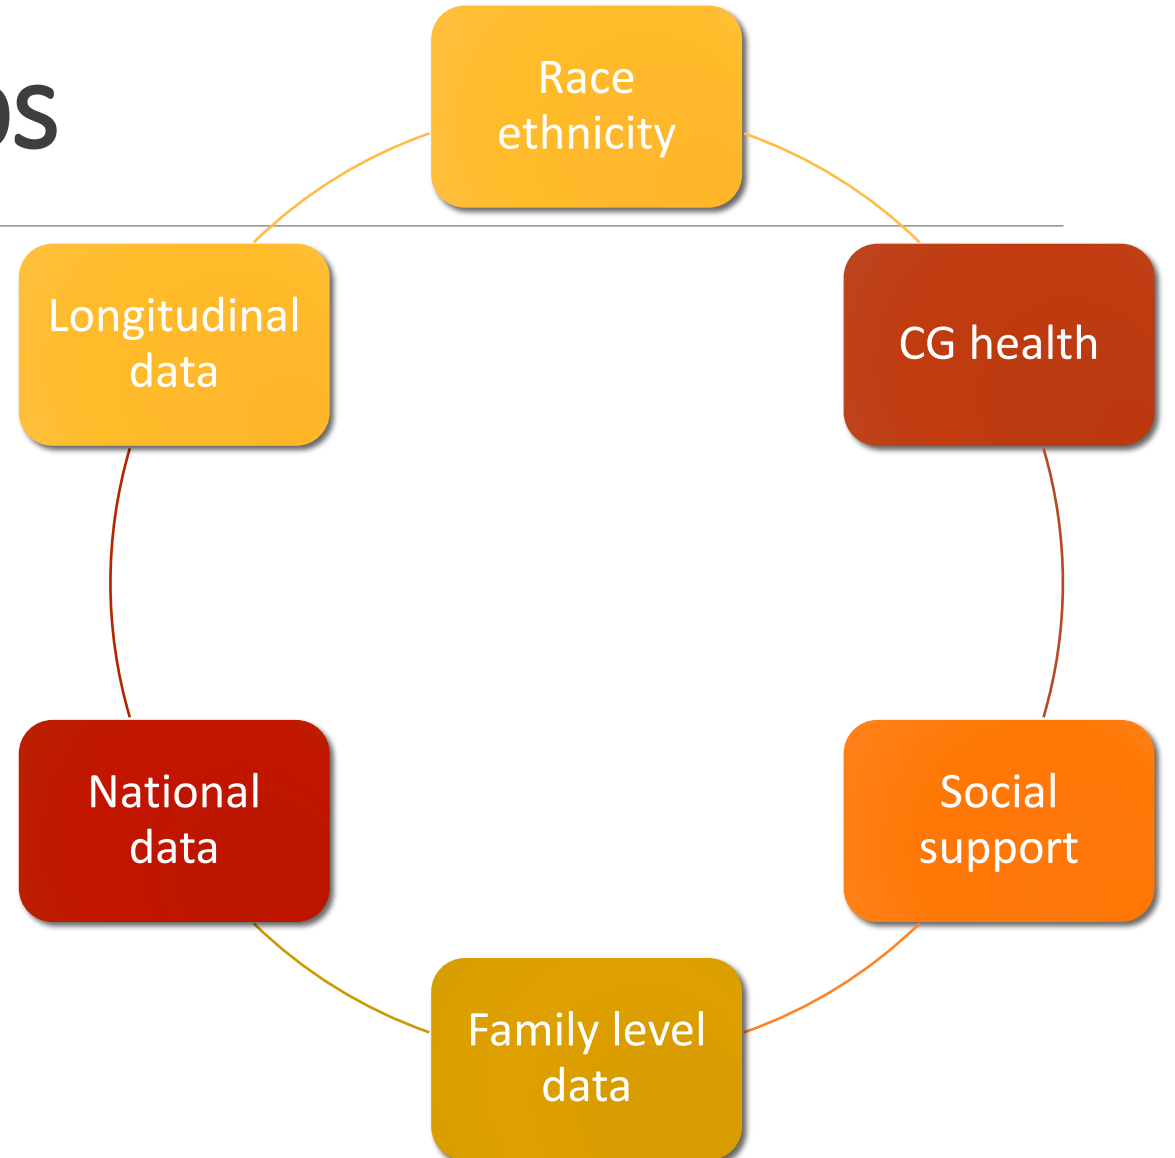 Race
ethnicity
CG health
Social
support
Family level
data
National
data
Longitudinal
data